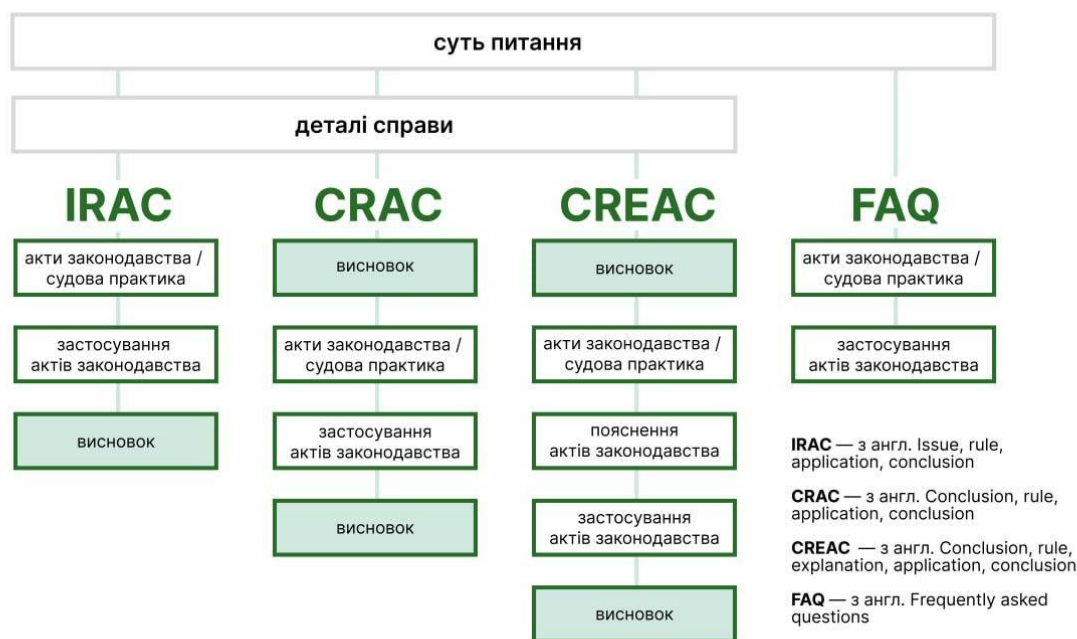 суть питання
деталі справи
IRAC
CRAC
CREAC
FAQ
акти законодавства /
судова практика
застосування
актів законодавства
висновок
висновок
акти законодавства /
судова практика
застосування
актів законодавства
висновок
висновок
акти законодавства /
судова практика
пояснення
актів законодавства
застосування
актів законодавства
висновок
акти законодавства /
судова практика
застосування
актів законодавства
IRAC — з англ. Issue, rule,
application, conclusion
CRAC — з англ. Conclusion, rule,
application, conclusion
CREAC — з англ. Conclusion, rule,
explanation, application, conclusion
FAQ — з англ. Frequently asked
questions